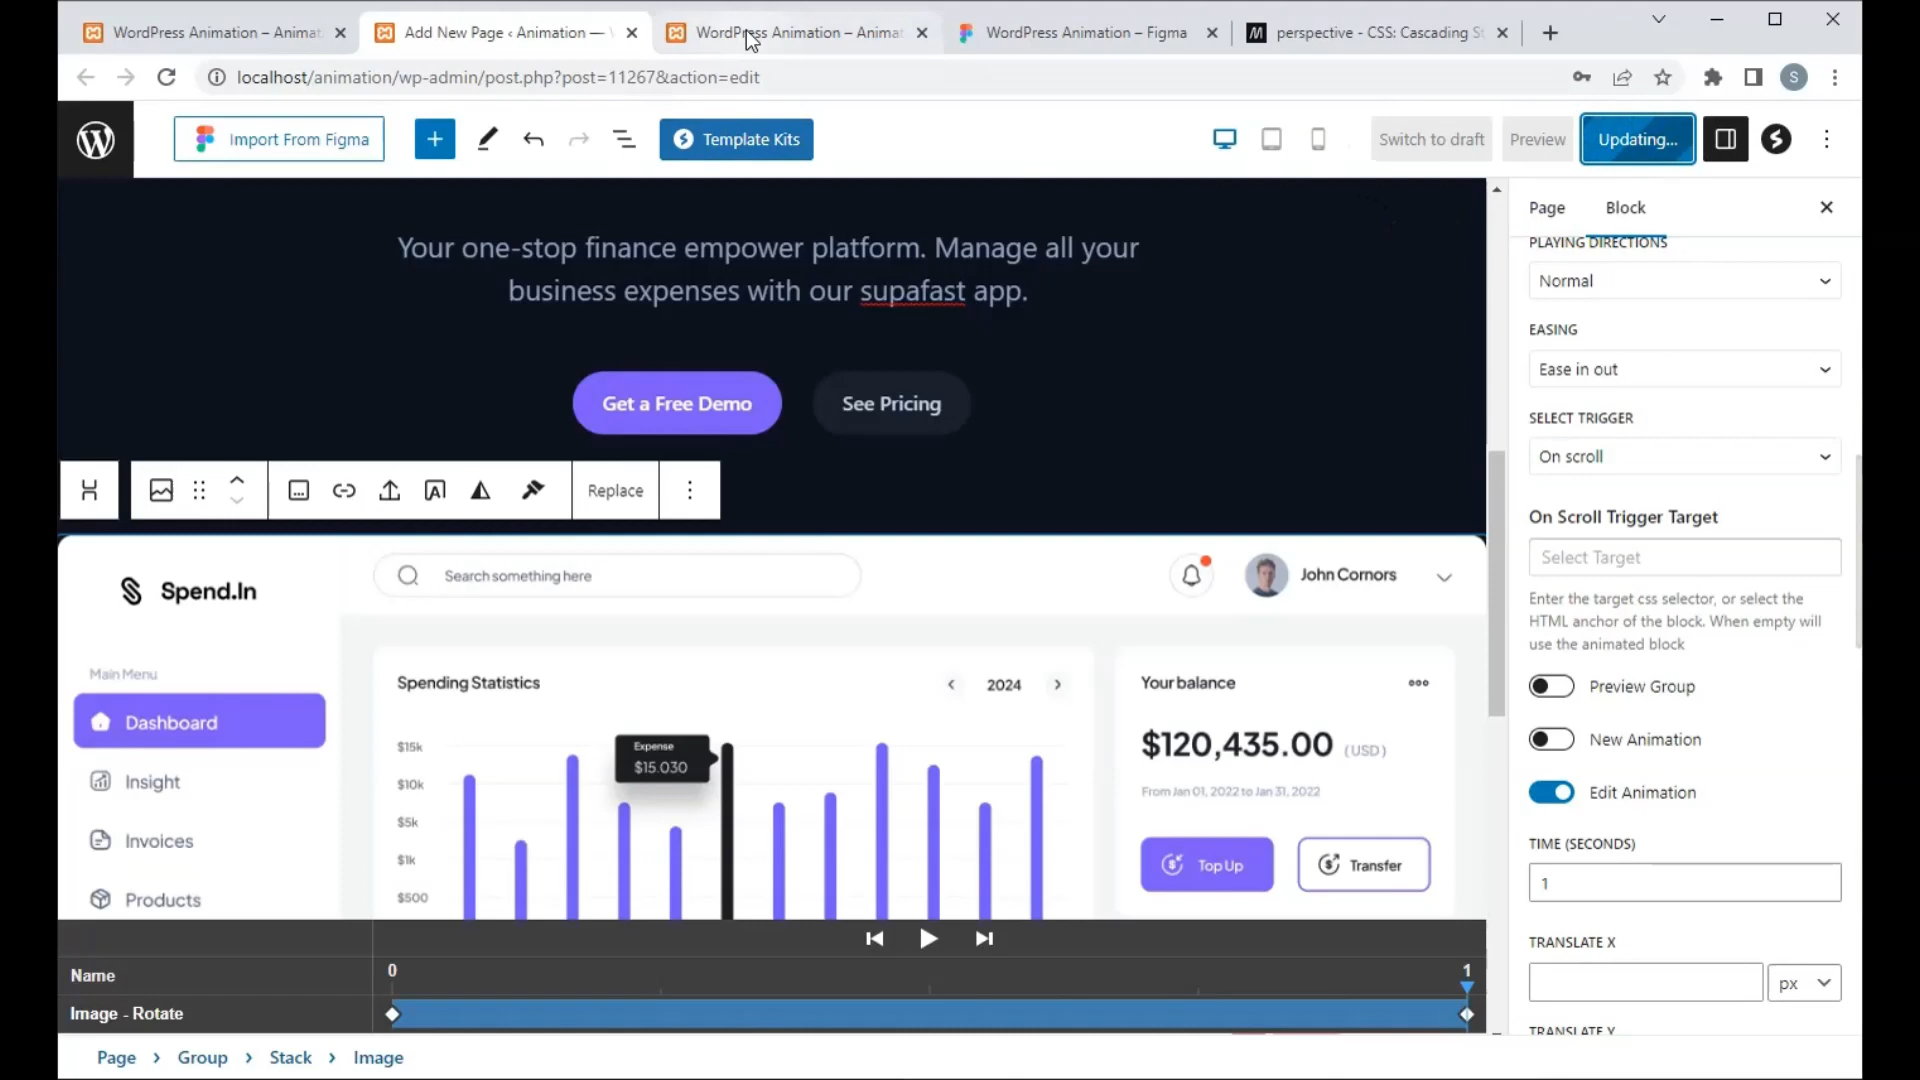 WordPress Animation – Animat
Add New Page ‹ Animation —
WordPress Animation – Animat
WordPress Animation – Figma
perspective - CSS: Cascading S
localhost/animation/wp-admin/post.php?post=11267&action=edit
S
Import From Figma
Template Kits
Switch to draft
Preview
Updating...
Your one-stop finance empower platform. Manage all your
business expenses with our supafast app.
Get a Free Demo
See Pricing
Replace
Spend.In
Search something here
John Cornors
Main Menu
Dashboard
Insight
Invoices
Products
Spending Statistics
2024
$15k
$10k
$5k
$1k
$500
Expense
$15.030
Your balance
$120,435.00 (USD)
From Jan 01, 2022 to Jan 31, 2022
Top Up
Transfer
Name
0
1
Image - Rotate
Page > Group > Stack > Image
Page
Block
PLAYING DIRECTIONS
Normal
EASING
Ease in out
SELECT TRIGGER
On scroll
On Scroll Trigger Target
Select Target
Enter the target css selector, or select the
HTML anchor of the block. When empty will
use the animated block
Preview Group
New Animation
Edit Animation
TIME (SECONDS)
1
TRANSLATE X
px
TRANSLATE Y